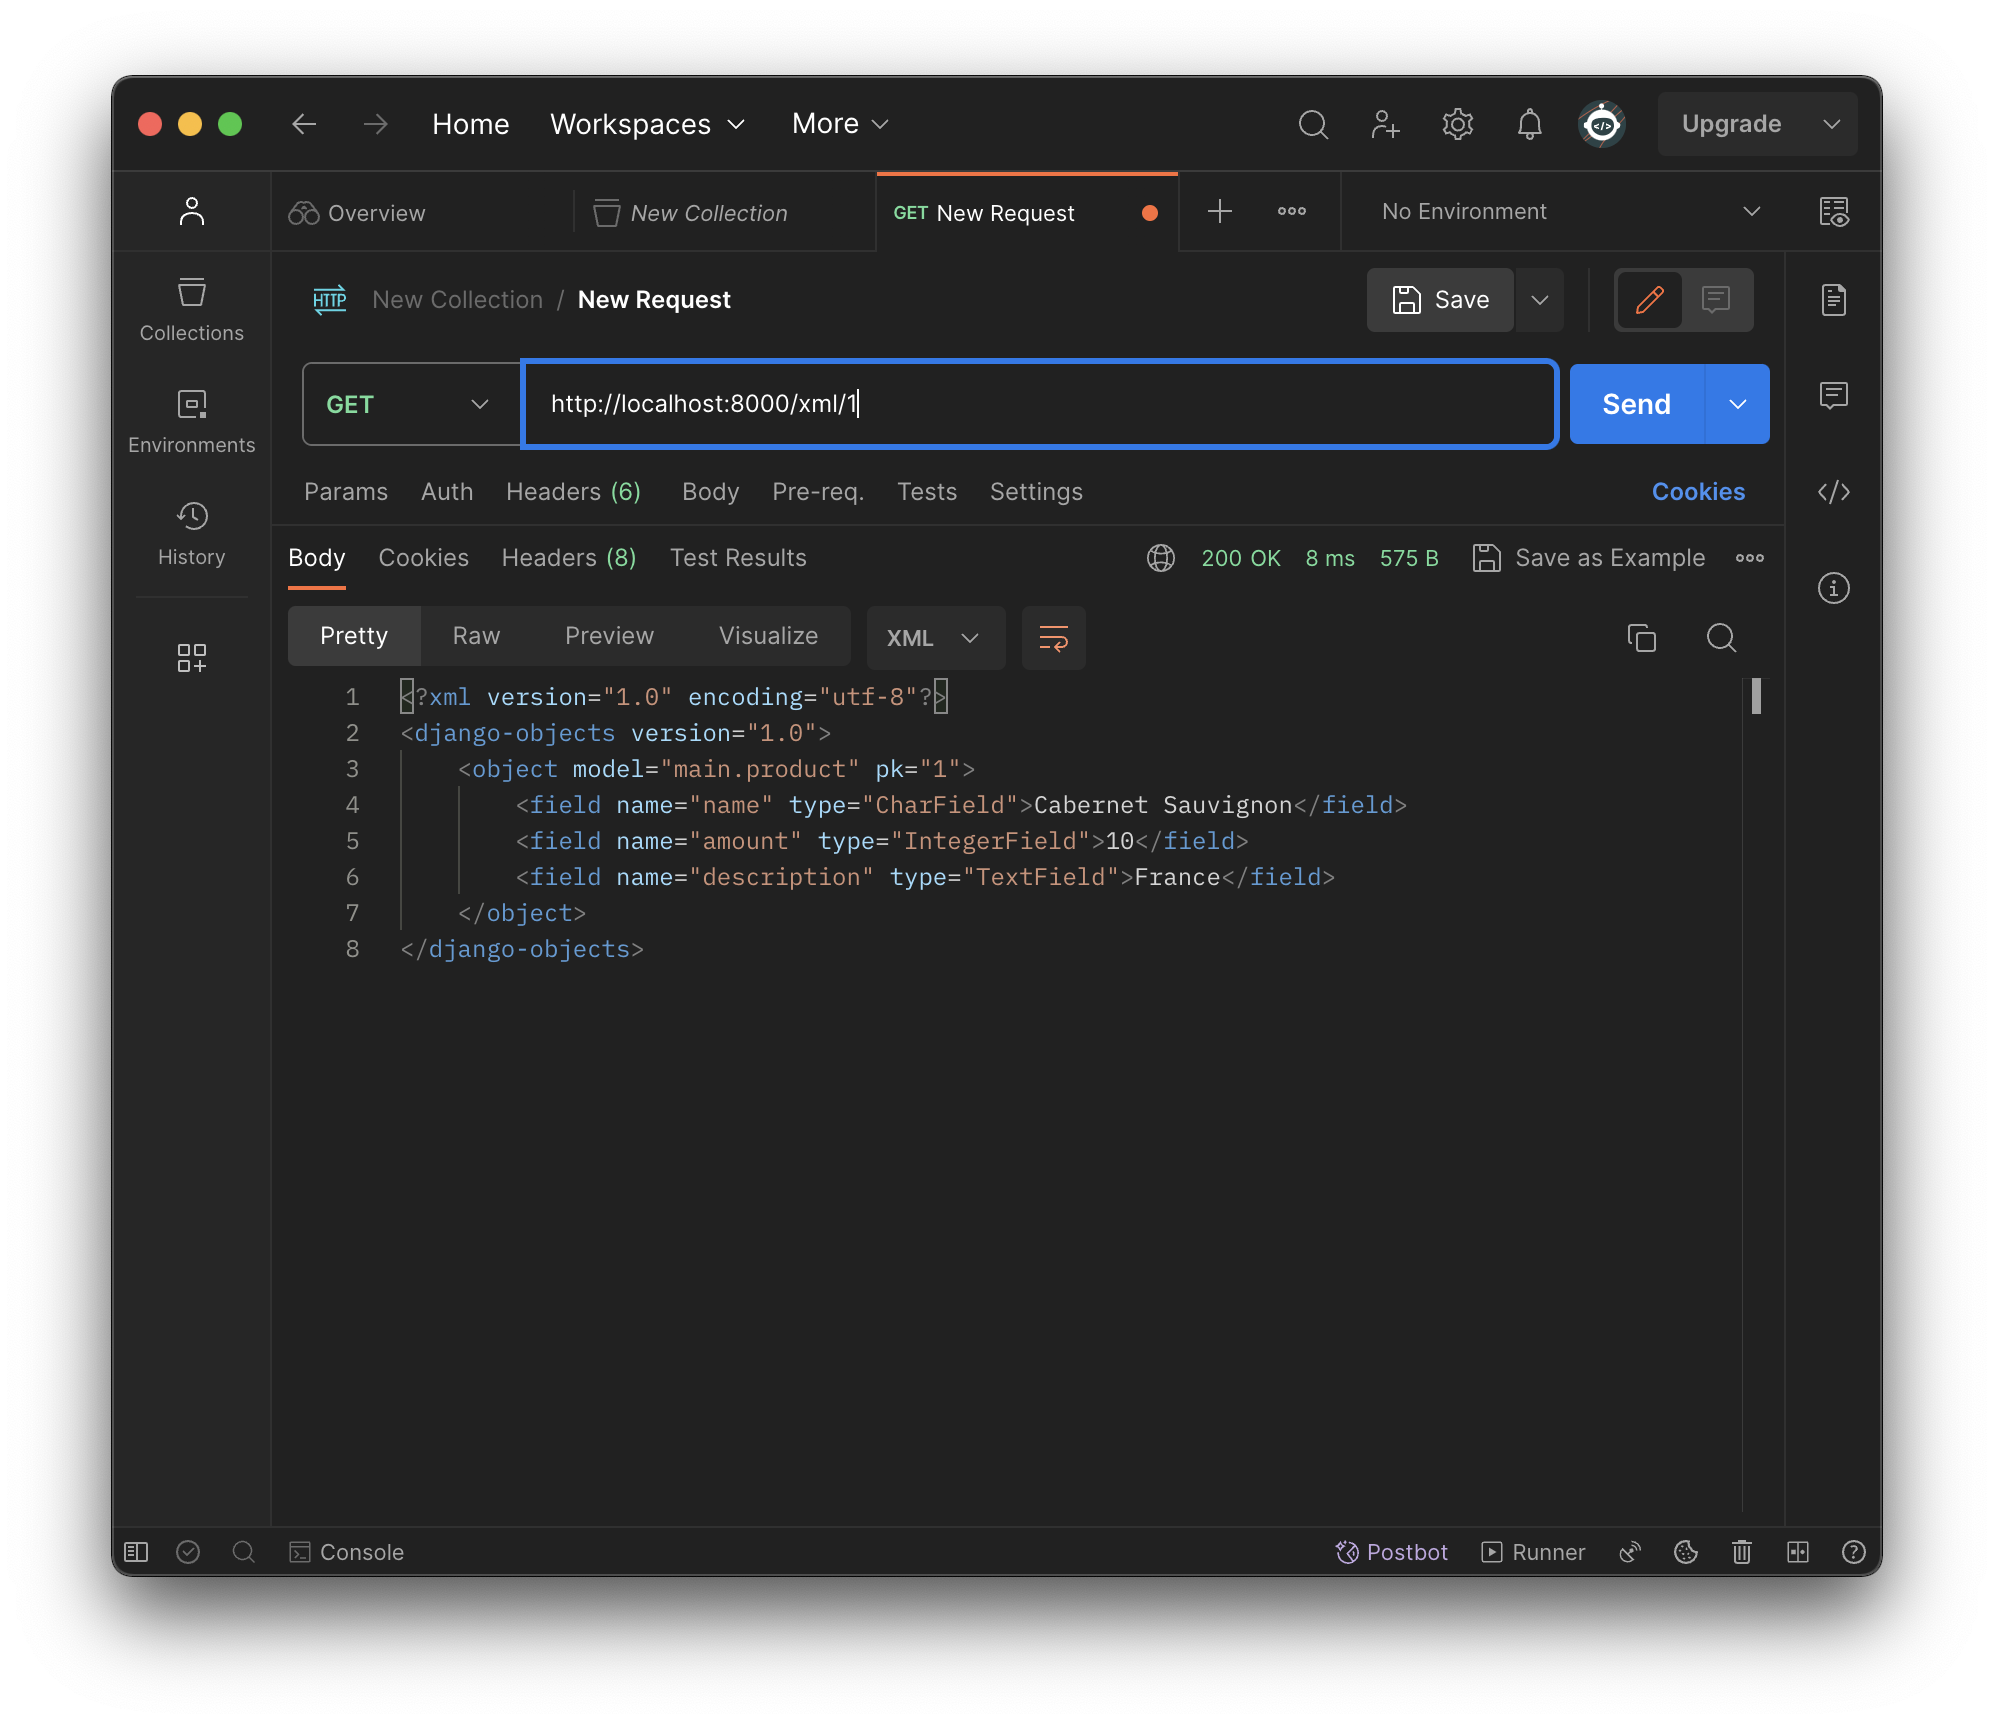 Home Workspaces More Upgrade
Overview New Collection GET New Request No Environment
HTTP New Collection / New Request Save
Collections
Environments
History
GET http://localhost:8000/xml/1 Send
Params Auth Headers (6) Body Pre-req. Tests Settings Cookies
Body Cookies Headers (8) Test Results 200 OK 8 ms 575 B Save as Example
Pretty Raw Preview Visualize XML
1 <?xml version="1.0" encoding="utf-8"?>
2 <django-objects version="1.0">
3 <object model="main.product" pk="1">
4 <field name="name" type="CharField">Cabernet Sauvignon</field>
5 <field name="amount" type="IntegerField">10</field>
6 <field name="description" type="TextField">France</field>
7 </object>
8 </django-objects>
Console Postbot Runner